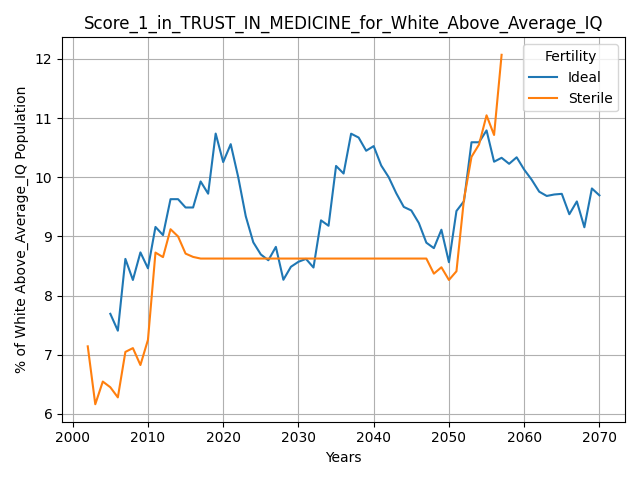 Score_1_in_TRUST_IN_MEDICINE_for_White_Above_Average_IQ
Fertility
Ideal
Sterile
% of White Above_Average_IQ Population
12
11
10
9
8
7
6
2000 2010 2020 2030 2040 2050 2060 2070
Years